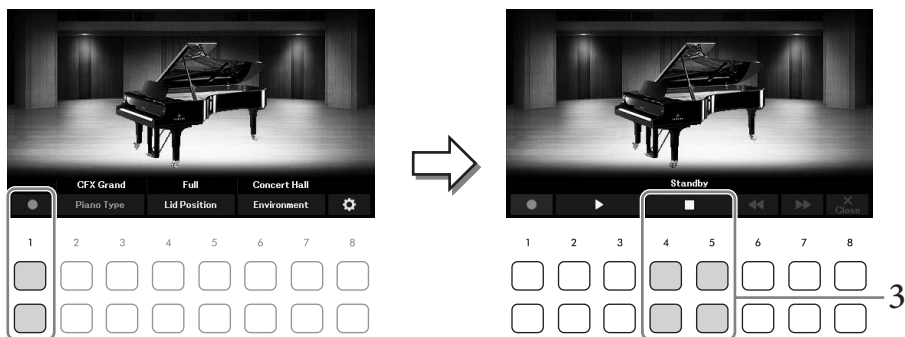 CFX Grand Full Concert Hall
Piano Type Lid Position Environment
1 2 3 4 5 6 7 8
Standby
Close
1 2 3 4 5 6 7 8
3